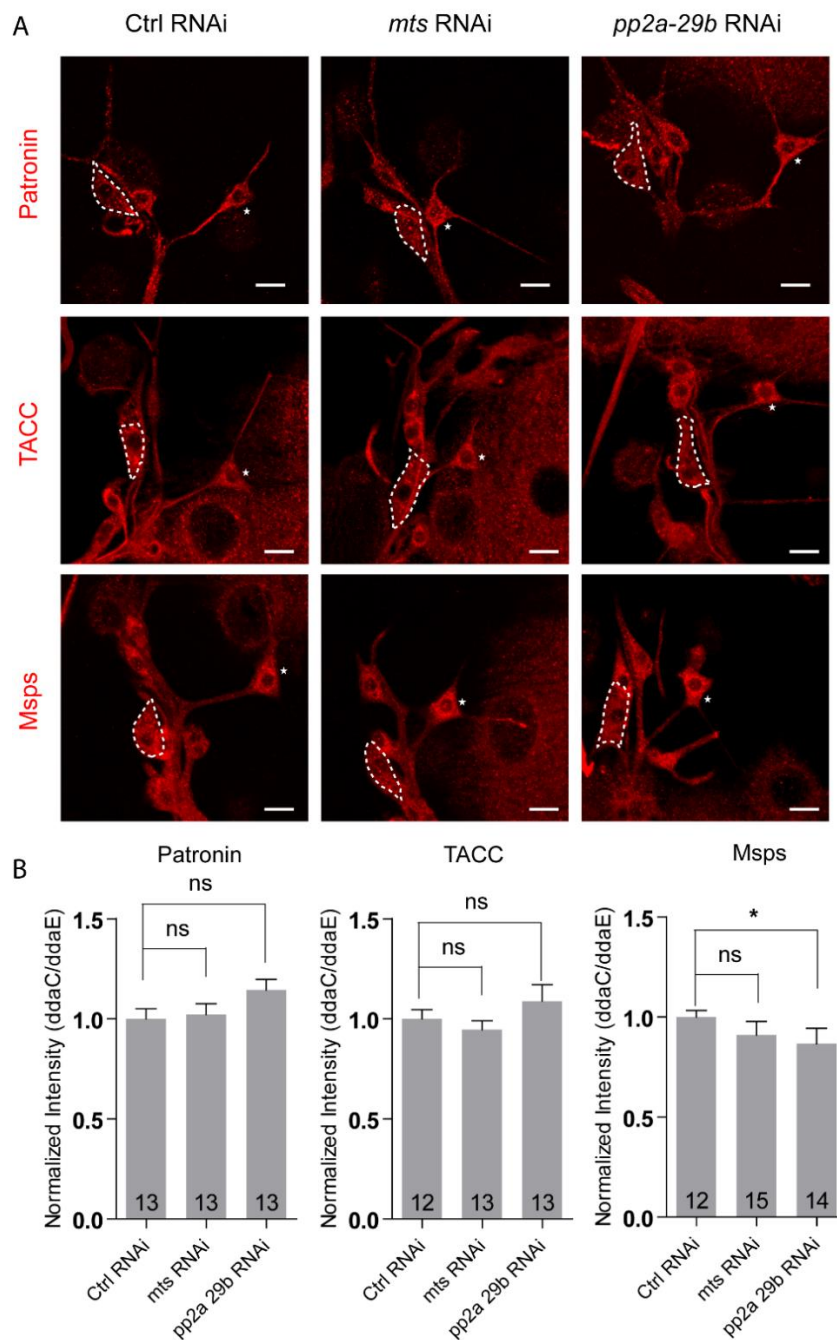 A
Ctrl RNAi mts RNAi pp2a-29b RNAi
Patronin
TACC
Msps
B
Patronin
ns
ns
Normalized Intensity (ddaC/ddaE)
1.5
1.0
0.5
0.0
13 13 13
Ctrl RNAi
mts RNAi
pp2a 29b RNAi
TACC
ns
ns
Normalized Intensity (ddaC/ddaE)
1.5
1.0
0.5
0.0
12 13 13
Ctrl RNAi
mts RNAi
pp2a 29b RNAi
Msps
*
ns
Normalized Intensity (ddaC/ddaE)
1.5
1.0
0.5
0.0
12 15 14
Ctrl RNAi
mts RNAi
pp2a 29b RNAi